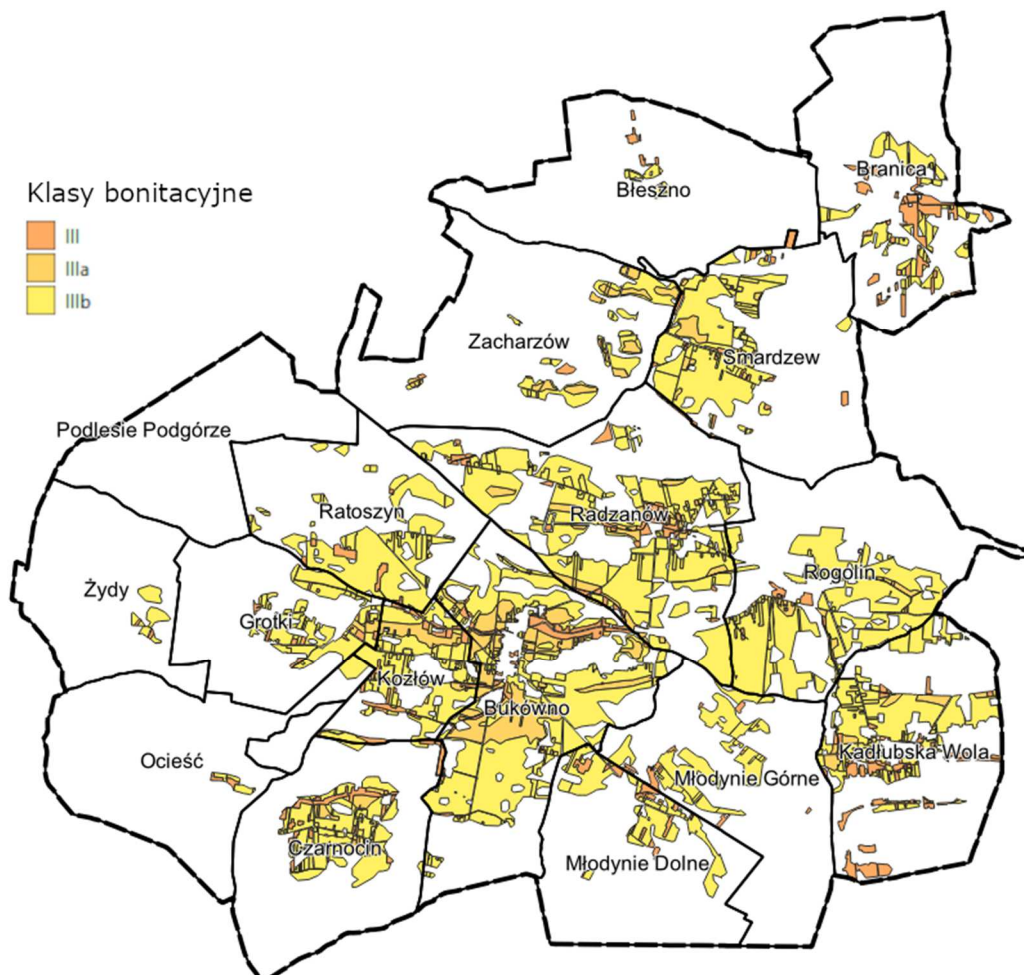 Klasy bonitacyjne
III
IIIa
IIIb
Branica
Błeszno
Zacharzów
Smardzew
Podlesie Podgórze
Ratoszyn
Radzanów
Rogolin
Żydy
Grotki
Kozłów
Bukówno
Ocieść
Młodynie Górne
Kadłubska Wola
Czarnocin
Młodynie Dolne